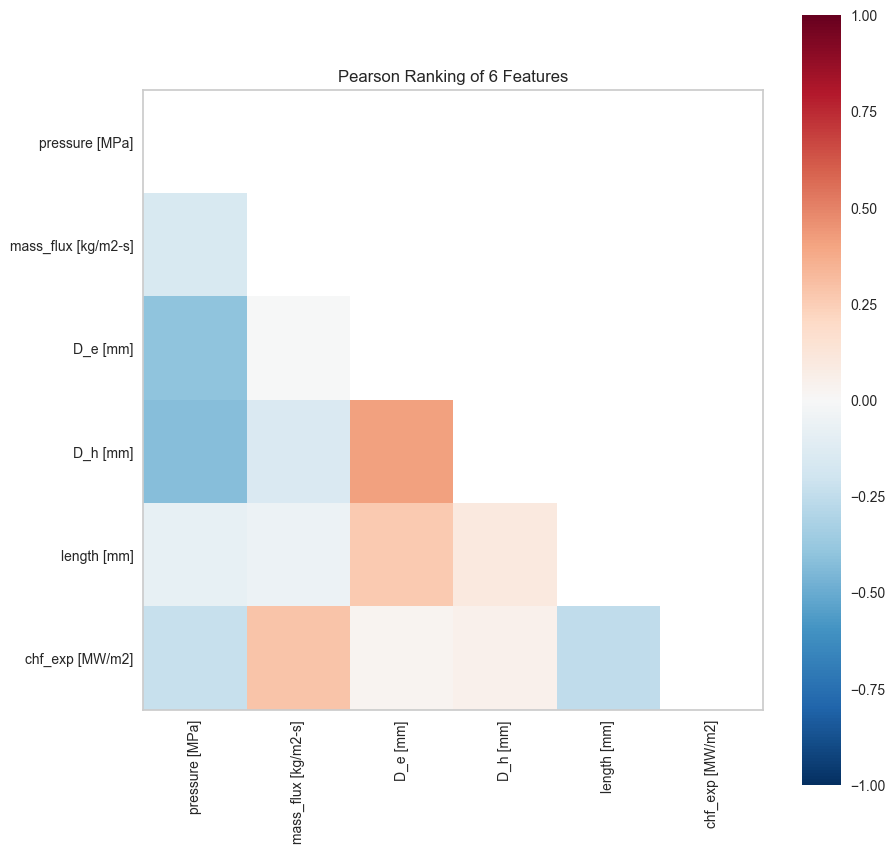 Pearson Ranking of 6 Features
pressure [MPa]
mass_flux [kg/m2-s]
D_e [mm]
D_h [mm]
length [mm]
chf_exp [MW/m2]
pressure [MPa]
mass_flux [kg/m2-s]
D_e [mm]
D_h [mm]
length [mm]
chf_exp [MW/m2]
1.00
0.75
0.50
0.25
0.00
−0.25
−0.50
−0.75
−1.00